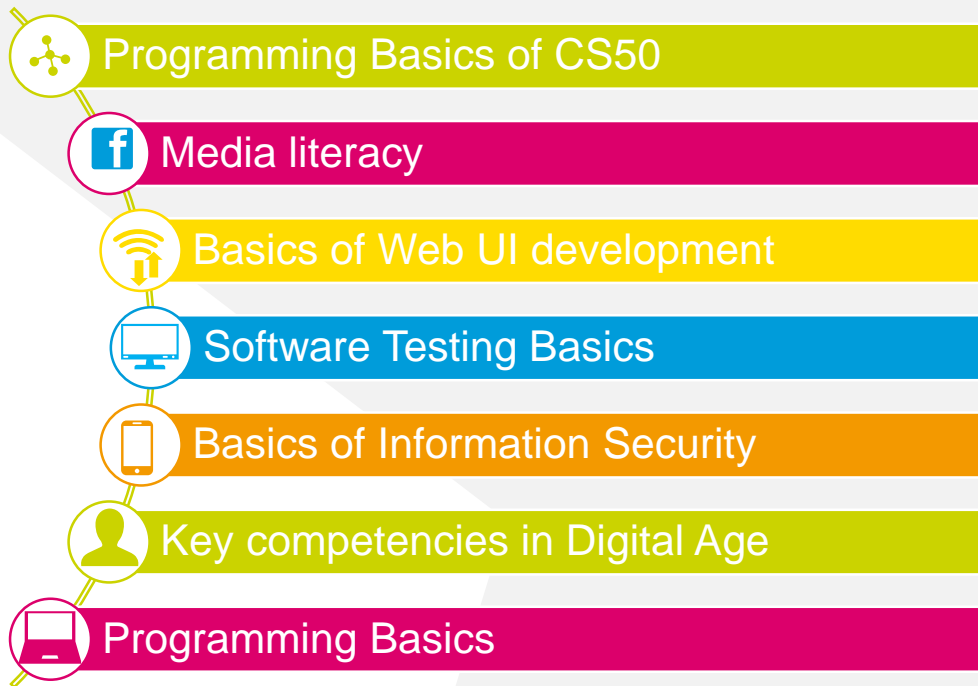 Programming Basics of CS50
f
Media literacy
Basics of Web UI development
Software Testing Basics
Basics of Information Security
Key competencies in Digital Age
Programming Basics